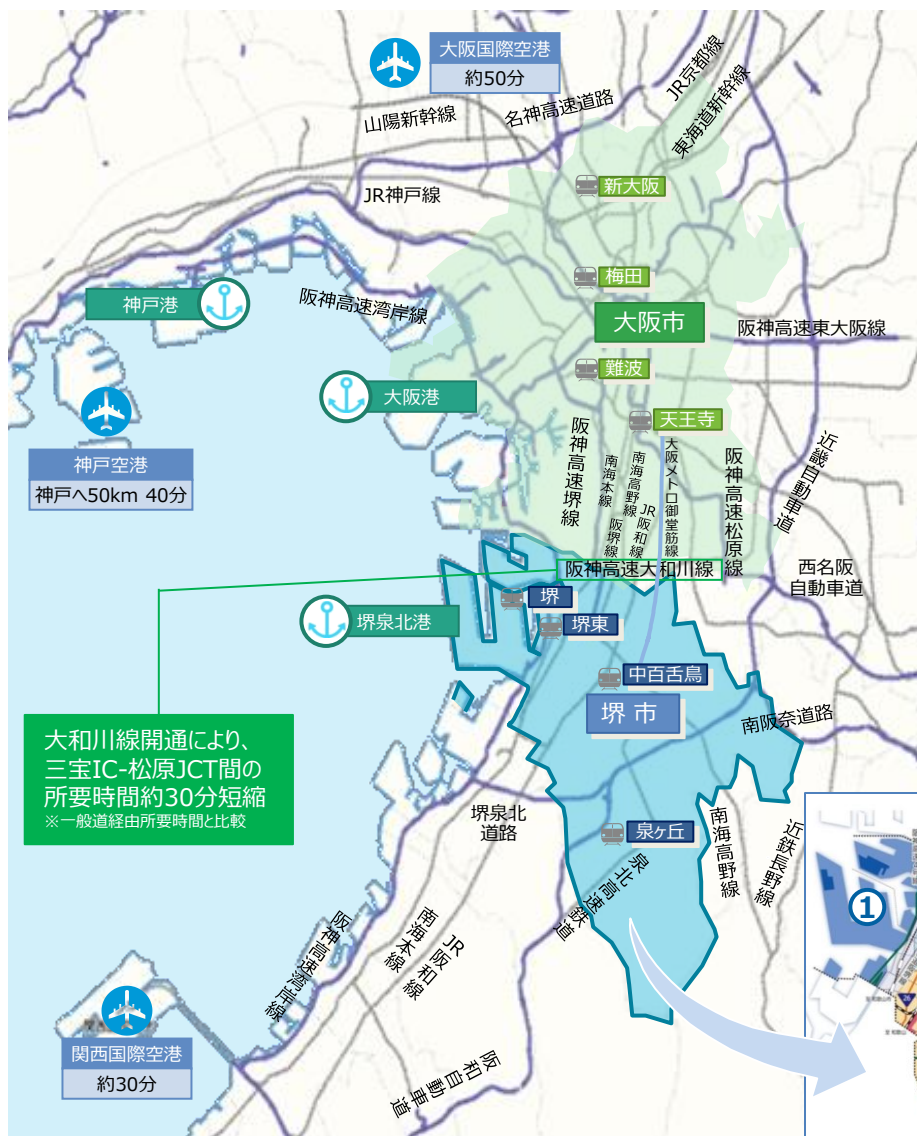 大阪国際空港
約50分
JR京都線
東海道新幹線
山陽新幹線
名神高速道路
新大阪
JR神戸線
梅田
神戸港
阪神高速湾岸線
大阪市
阪神高速東大阪線
難波
大阪港
天王寺
神戸空港
神戸へ50km 40分
阪神高速堺線
南海本線
阪堺線
南海高野線
JR阪和線
大阪メトロ御堂筋線
阪神高速松原線
近畿自動車道
阪神高速大和川線
西名阪
自動車道
堺
堺東
堺泉北港
中百舌鳥
堺市
南阪奈道路
大和川線開通により、
三宝IC-松原JCT間の
所要時間約30分短縮
※一般道経由所要時間と比較
堺泉北
道路
泉ヶ丘
泉北高速鉄道
南海高野線
近鉄長野線
①
26
阪神高速湾岸線
南海本線
JR阪和線
関西国際空港
約30分
阪和自動車道